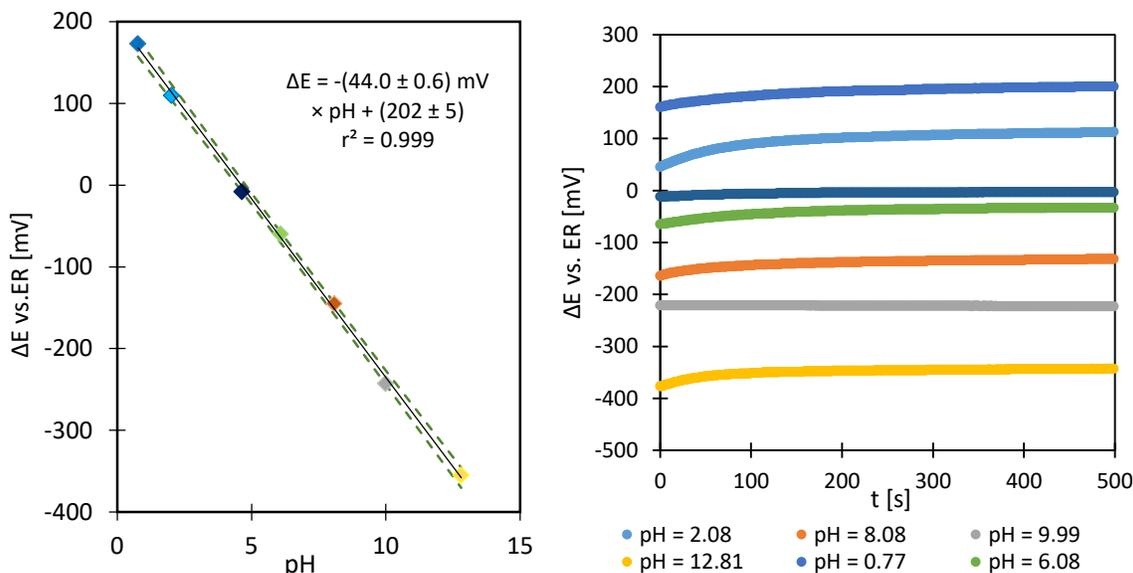 200
100
0
-100
-200
-300
-400
ΔE vs.ER [mV]
0 5 10 15
pH
ΔE = -(44.0 ± 0.6) mV
× pH + (202 ± 5)
r² = 0.999
300
200
100
0
-100
-200
-300
-400
-500
ΔE vs. ER [mV]
0 100 200 300 400 500
t [s]
pH = 2.08 pH = 8.08 pH = 9.99
pH = 12.81 pH = 0.77 pH = 6.08